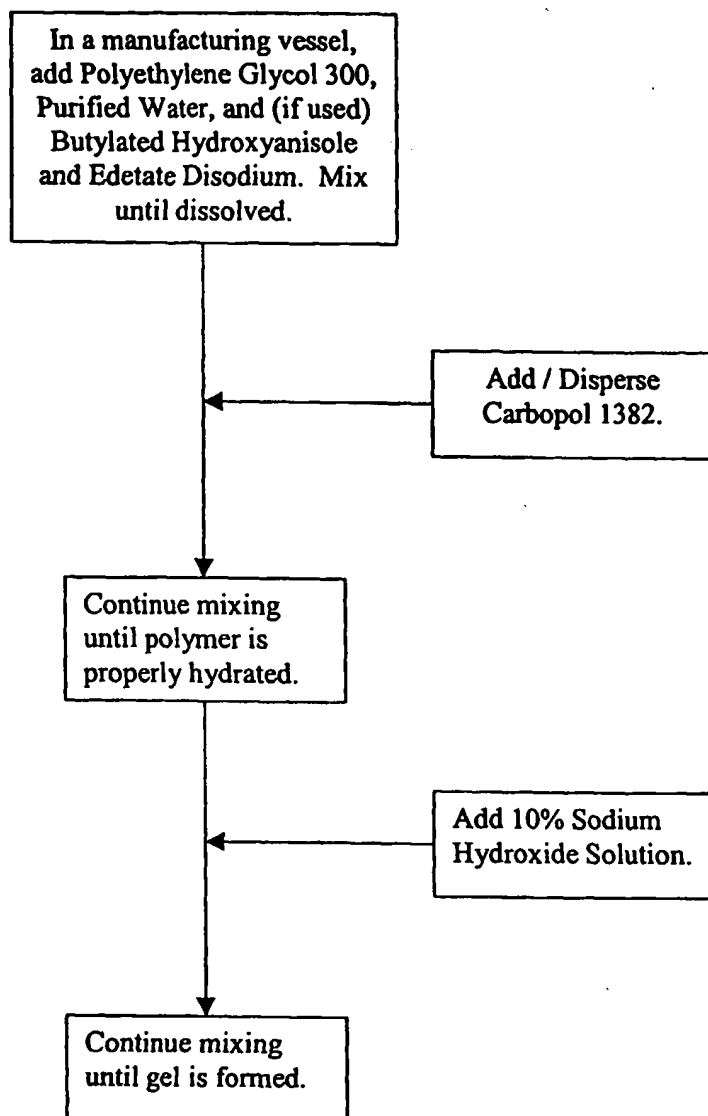 In a manufacturing vessel,
add Polyethylene Glycol 300,
Purified Water, and (if used)
Butylated Hydroxyanisole
and Edetate Disodium. Mix
until dissolved.
Add / Disperse
Carbopol 1382.
Continue mixing
until polymer is
properly hydrated.
Add 10% Sodium
Hydroxide Solution.
Continue mixing
until gel is formed.